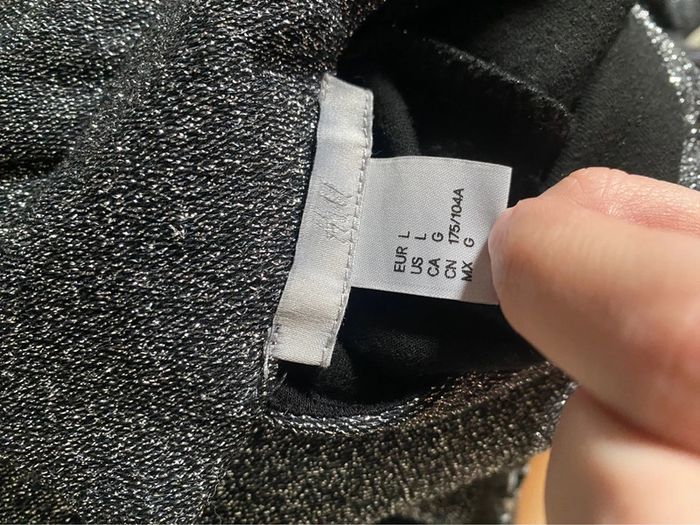 H&M
EUR L
US L
CA G
CN 175/104A
MX G